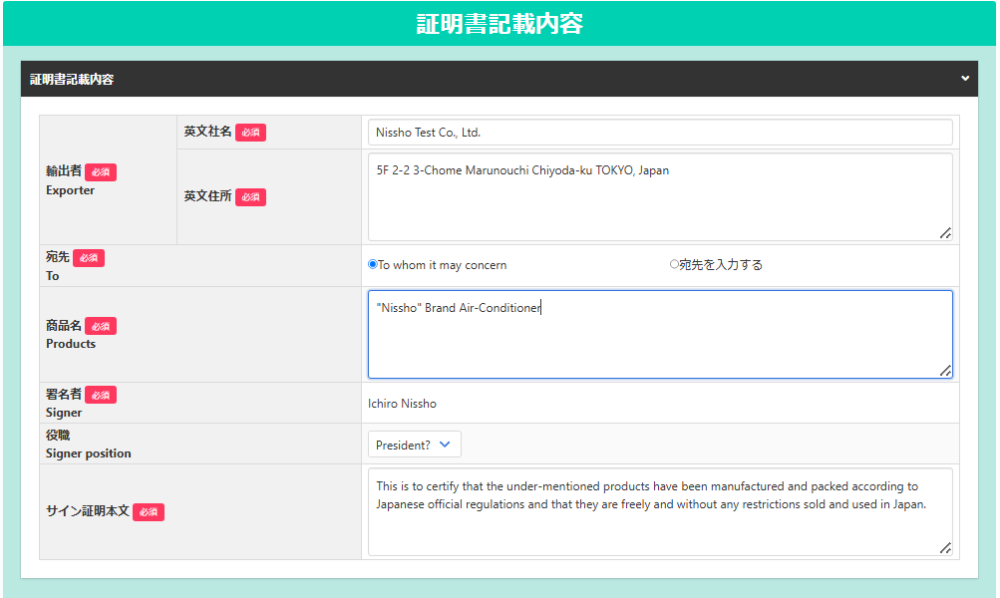 証明書記載内容
証明書記載内容
輸出者 必須
Exporter
英文社名 必須
Nissho Test Co., Ltd.
英文住所 必須
5F 2-2 3-Chome Marunouchi Chiyoda-ku TOKYO, Japan
宛先 必須
To
To whom it may concern
宛先を入力する
商品名 必須
Products
"Nissho" Brand Air-Conditioner
署名者 必須
Signer
Ichiro Nissho
役職
Signer position
President?
サイン証明本文 必須
This is to certify that the under-mentioned products have been manufactured and packed according to
Japanese official regulations and that they are freely and without any restrictions sold and used in Japan.